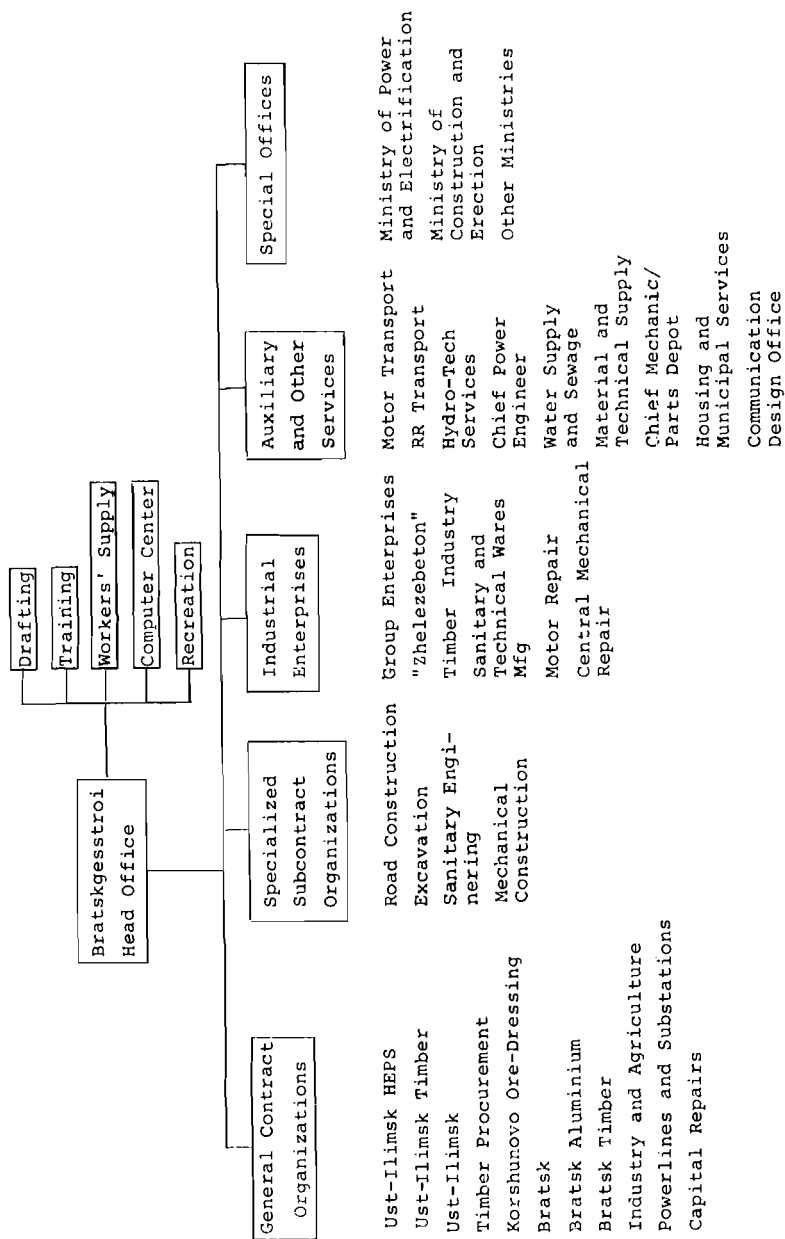 Bratskgesstroi
Head Office
Drafting
Training
Workers' Supply
Computer Center
Recreation
General Contract
Organizations
Ust-Ilimsk HEPS
Ust-Ilimsk Timber
Ust-Ilimsk
Timber Procurement
Korshunovo Ore-Dressing
Bratsk
Bratsk Aluminium
Bratsk Timber
Industry and Agriculture
Powerlines and Substations
Capital Repairs
Specialized
Subcontract
Organizations
Road Construction
Excavation
Sanitary Engi-
nering
Mechanical
Construction
Industrial
Enterprises
Group Enterprises
"Zhelezebeton"
Timber Industry
Sanitary and
Technical Wares
Mfg
Motor Repair
Central Mechanical
Repair
Auxiliary
and Other
Services
Motor Transport
RR Transport
Hydro-Tech
Services
Chief Power
Engineer
Water Supply
and Sewage
Material and
Technical Supply
Chief Mechanic/
Parts Depot
Housing and
Municipal Services
Communication
Design Office
Special Offices
Ministry of Power
and Electrification
Ministry of
Construction and
Erection
Other Ministries